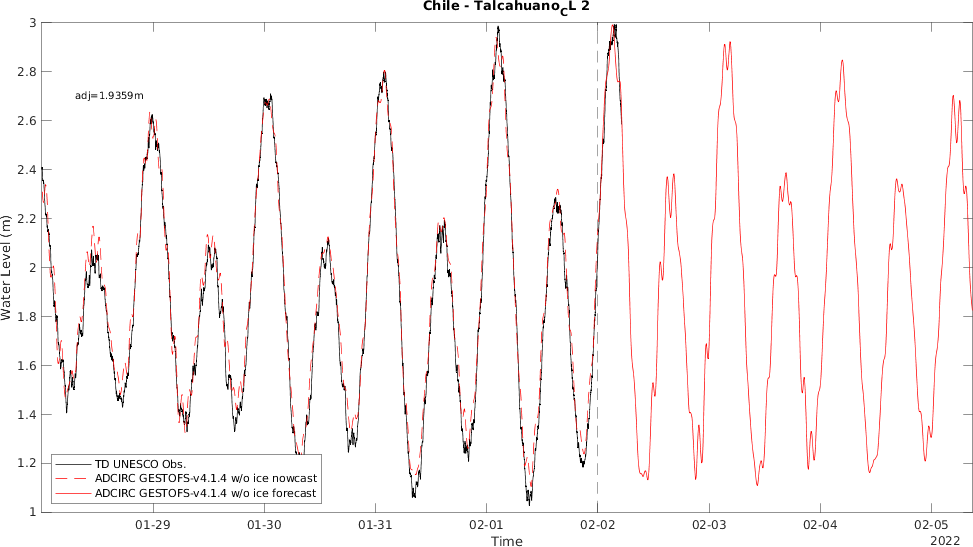 Chile - TalcahuanoCL 2
adj=1.9359m
Water Level (m)
3
2.8
2.6
2.4
2.2
2
1.8
1.6
1.4
1.2
1
TD UNESCO Obs.
ADCIRC GESTOFS-v4.1.4 w/o ice nowcast
ADCIRC GESTOFS-v4.1.4 w/o ice forecast
01-29 01-30 01-31 02-01 02-02 02-03 02-04 02-05
Time
2022